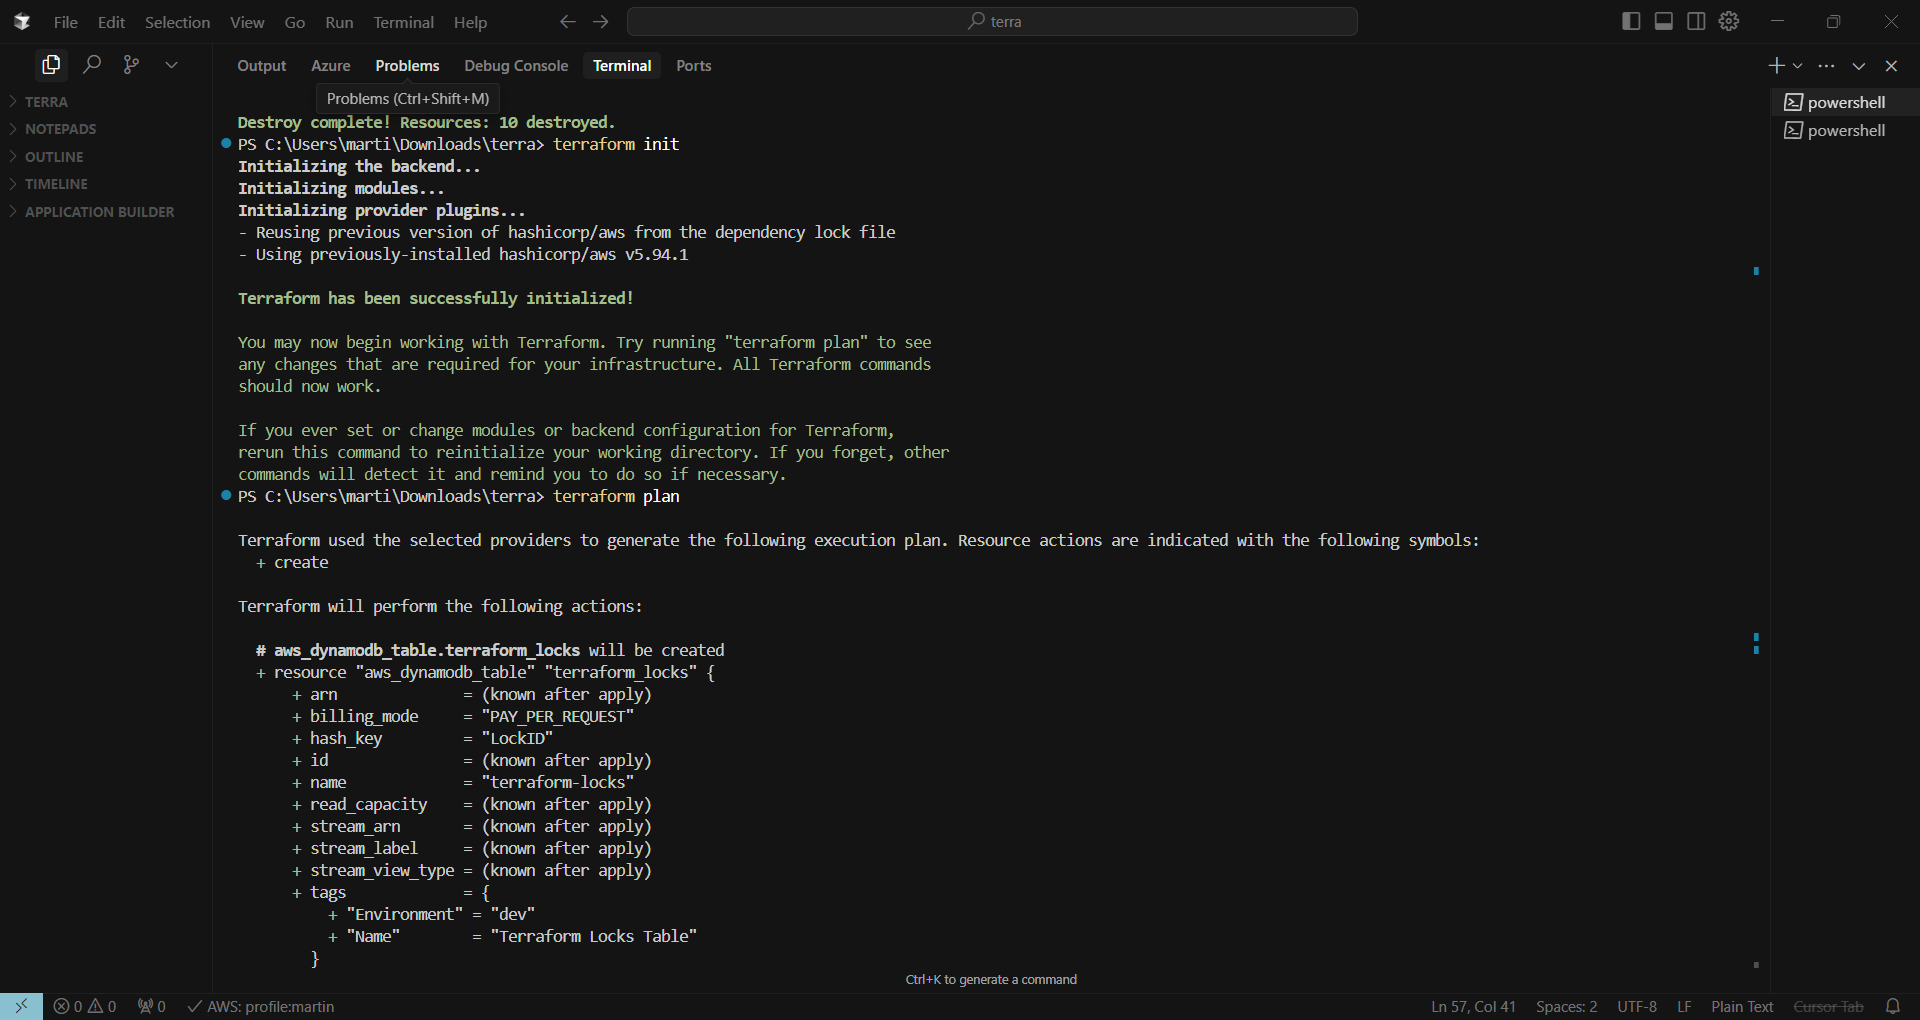 File Edit Selection View Go Run Terminal Help
terra
Output Azure Problems Debug Console Terminal Ports
Problems (Ctrl+Shift+M)
TERRA
NOTEPADS
OUTLINE
TIMELINE
APPLICATION BUILDER
powershell
powershell
Destroy complete! Resources: 10 destroyed.
PS C:\Users\marti\Downloads\terra> terraform init
Initializing the backend...
Initializing modules...
Initializing provider plugins...
- Reusing previous version of hashicorp/aws from the dependency lock file
- Using previously-installed hashicorp/aws v5.94.1
Terraform has been successfully initialized!
You may now begin working with Terraform. Try running "terraform plan" to see
any changes that are required for your infrastructure. All Terraform commands
should now work.
If you ever set or change modules or backend configuration for Terraform,
rerun this command to reinitialize your working directory. If you forget, other
commands will detect it and remind you to do so if necessary.
PS C:\Users\marti\Downloads\terra> terraform plan
Terraform used the selected providers to generate the following execution plan. Resource actions are indicated with the following symbols:
+ create
Terraform will perform the following actions:
# aws_dynamodb_table.terraform_locks will be created
+ resource "aws_dynamodb_table" "terraform_locks" {
+ arn = (known after apply)
+ billing_mode = "PAY_PER_REQUEST"
+ hash_key = "LockID"
+ id = (known after apply)
+ name = "terraform-locks"
+ read_capacity = (known after apply)
+ stream_arn = (known after apply)
+ stream_label = (known after apply)
+ stream_view_type = (known after apply)
+ tags = {
+ "Environment" = "dev"
+ "Name" = "Terraform Locks Table"
}
Ctrl+K to generate a command
0 0 0 AWS: profile:martin Ln 57, Col 41 Spaces: 2 UTF-8 LF Plain Text Cursor Tab